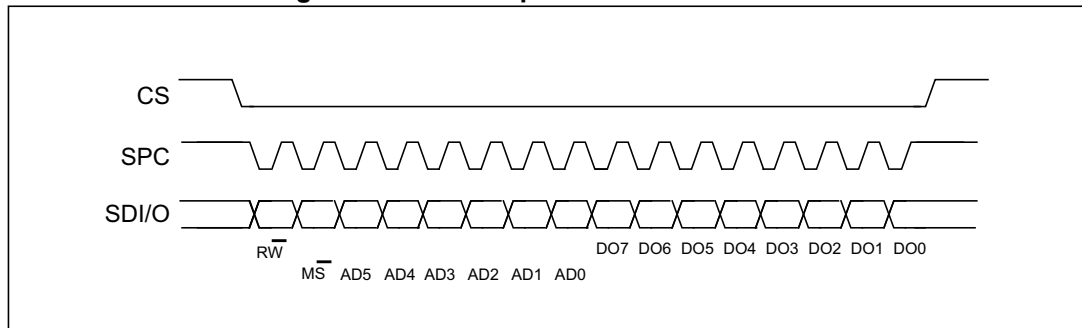 CS
SPC
SDI/O
RW̅ DO7 DO6 DO5 DO4 DO3 DO2 DO1 DO0
MS̅ AD5 AD4 AD3 AD2 AD1 AD0